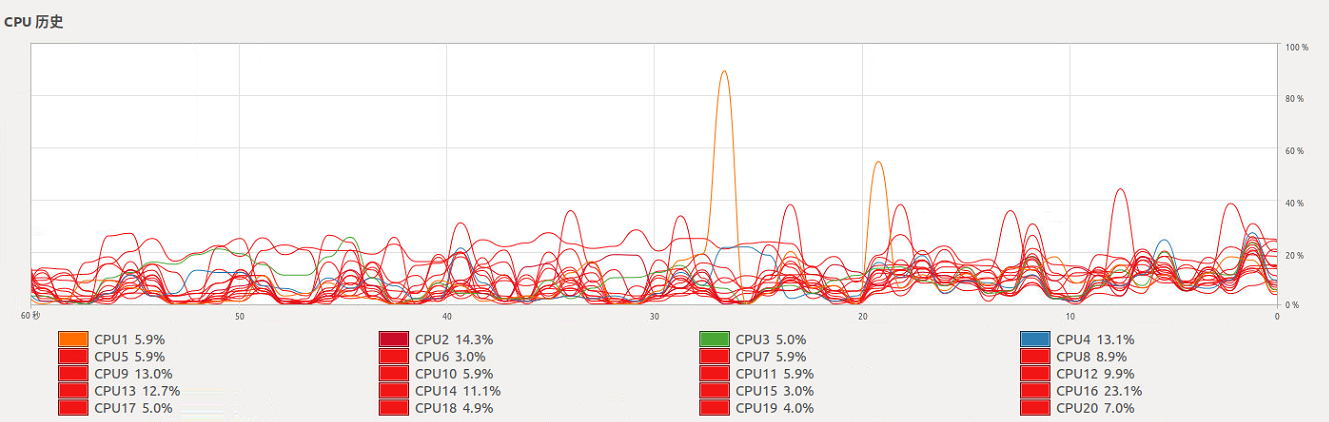 CPU 历史
100 %
80 %
60 %
40 %
20 %
0 %
60 秒 50 40 30 20 10 0
CPU1 5.9% CPU2 14.3% CPU3 5.0% CPU4 13.1%
CPU5 5.9% CPU6 3.0% CPU7 5.9% CPU8 8.9%
CPU9 13.0% CPU10 5.9% CPU11 5.9% CPU12 9.9%
CPU13 12.7% CPU14 11.1% CPU15 3.0% CPU16 23.1%
CPU17 5.0% CPU18 4.9% CPU19 4.0% CPU20 7.0%